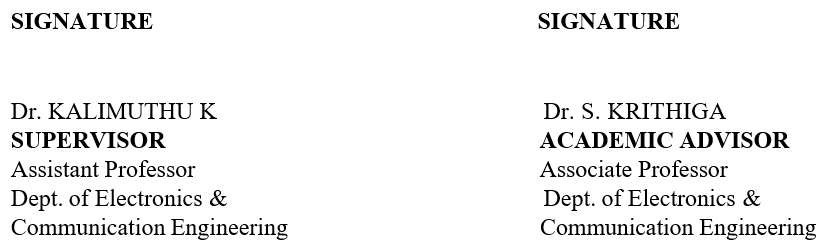 SIGNATURE
Dr. KALIMUTHU K
SUPERVISOR
Assistant Professor
Dept. of Electronics &
Communication Engineering
SIGNATURE
Dr. S. KRITHIGA
ACADEMIC ADVISOR
Associate Professor
Dept. of Electronics &
Communication Engineering